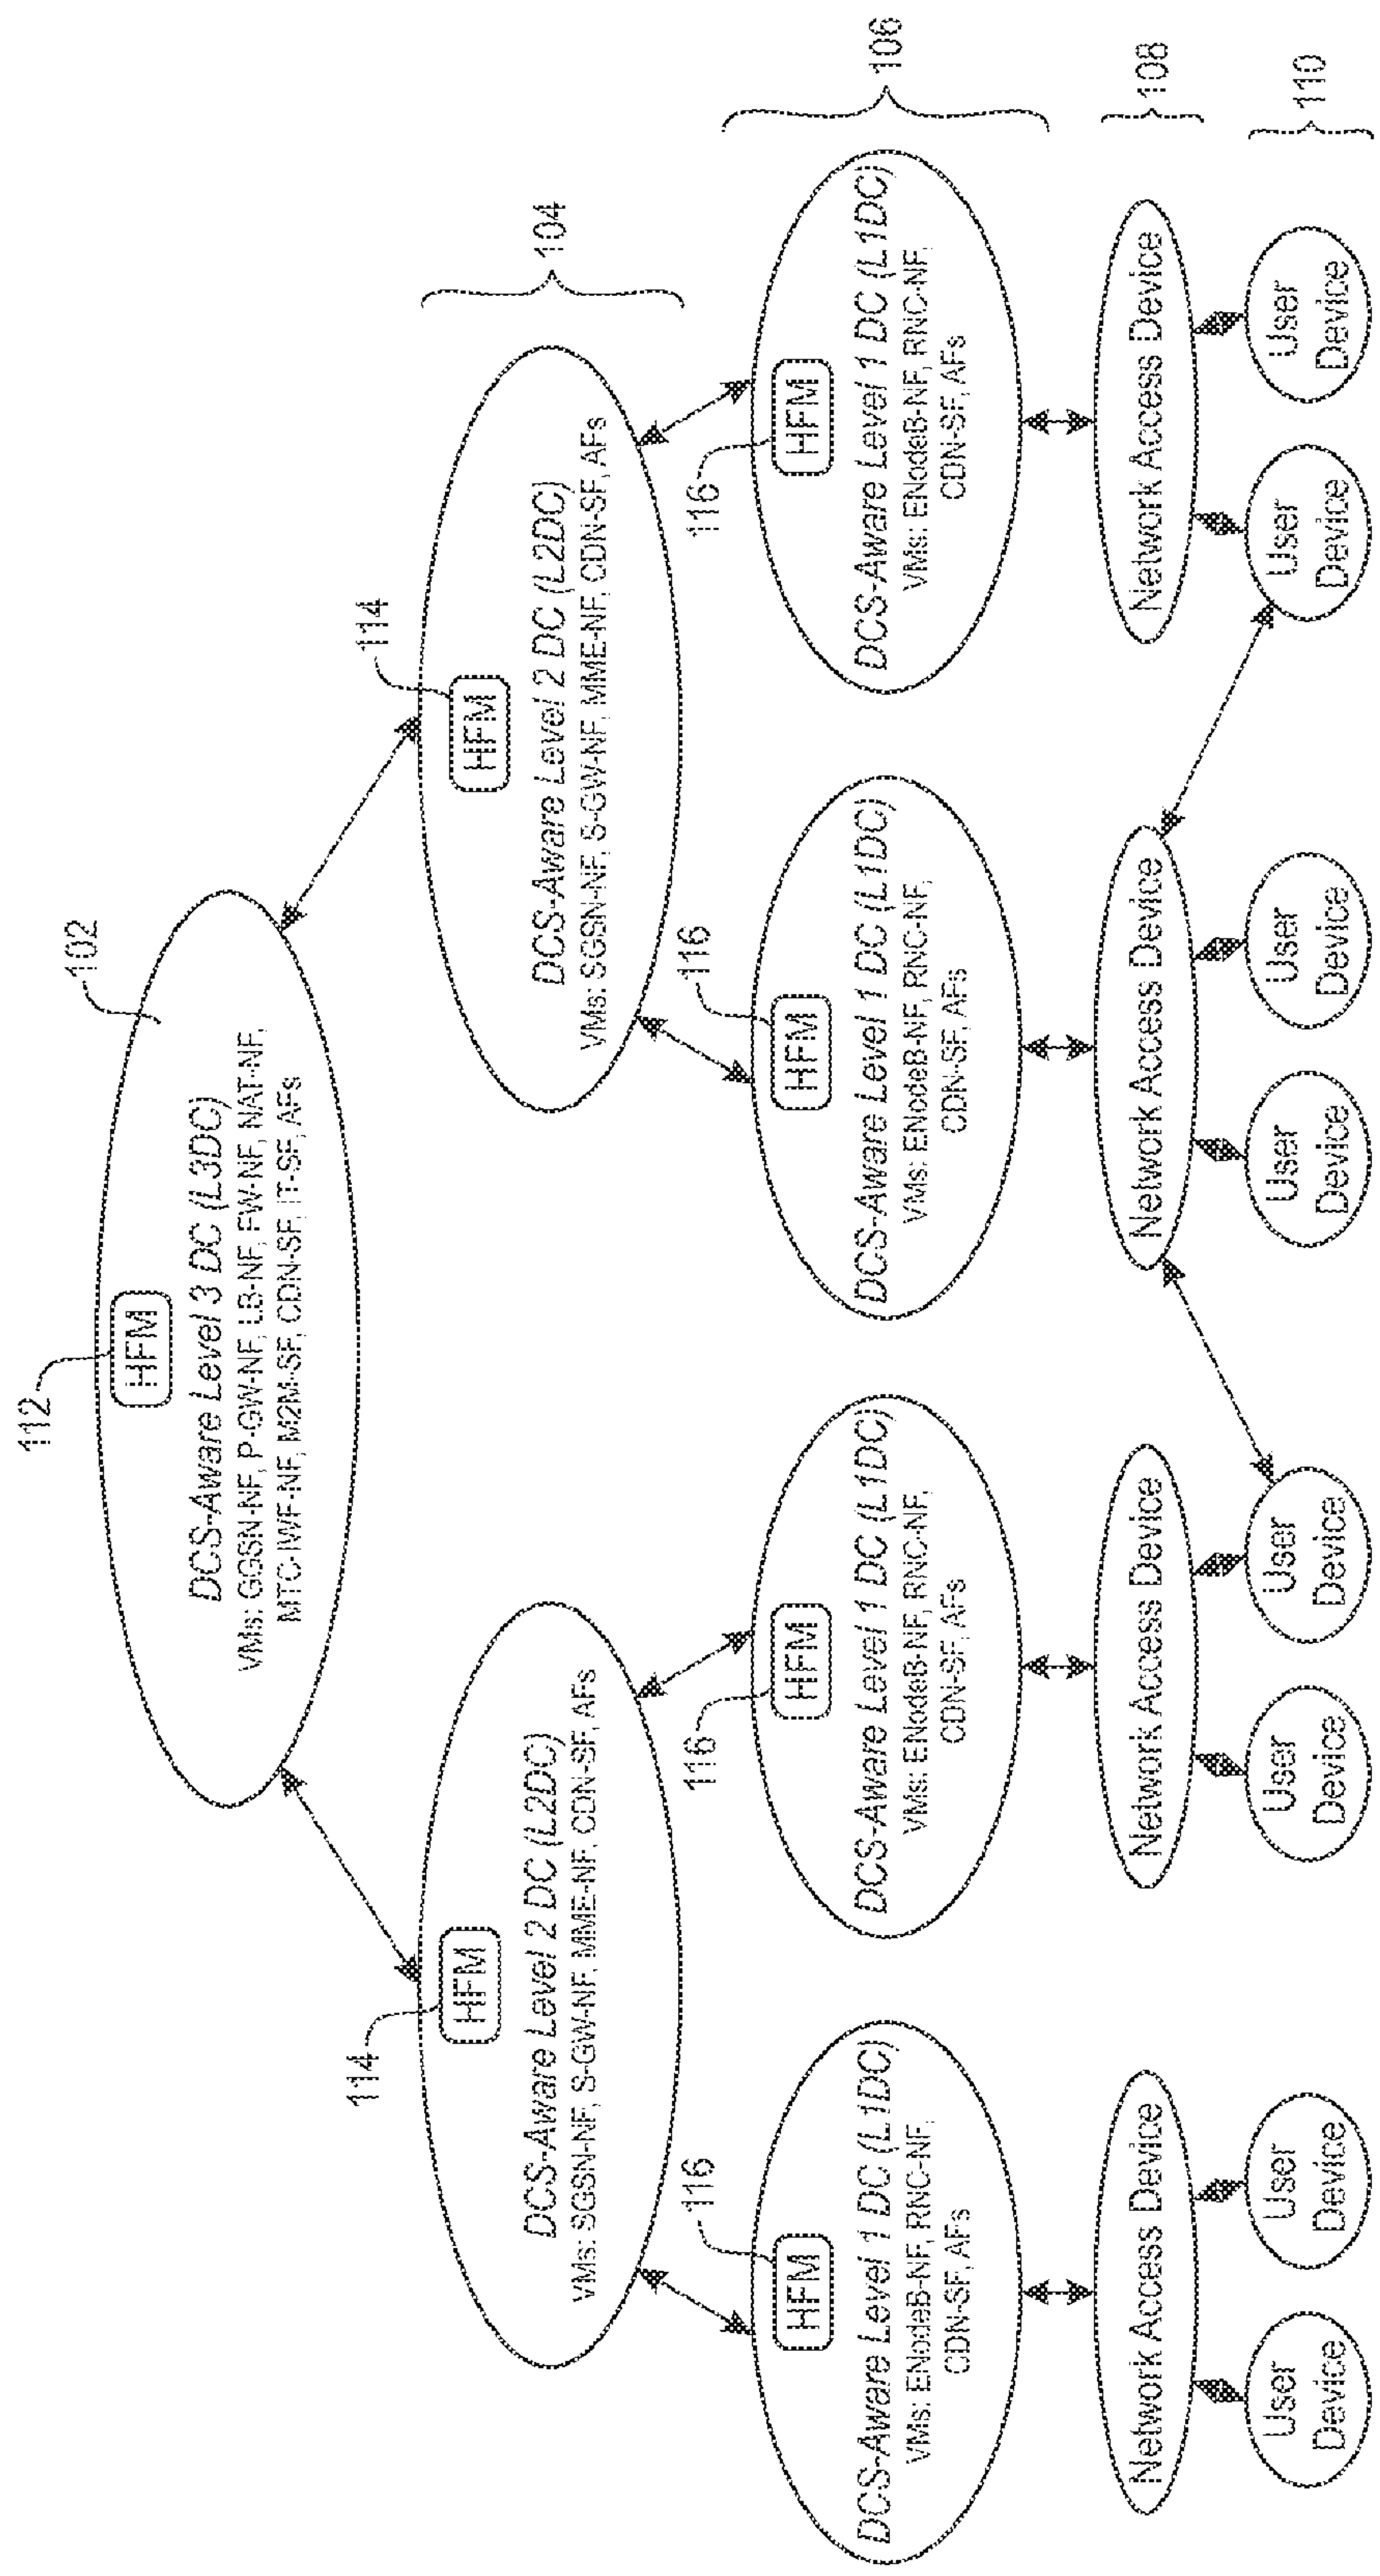 112
102
HFM
DCS-Aware Level 3 DC (L3DC)
VMs: GGSN-NF, P-GW-NF, LB-NF, FW-NF, NAT-NF,
MTC-IWF-NF, M2M-SF, CDN-SF, IT-SF, AFs
114
114
104
HFM
DCS-Aware Level 2 DC (L2DC)
VMs: SGSN-NF, S-GW-NF, MME-NF, CDN-SF, AFs
HFM
DCS-Aware Level 2 DC (L2DC)
VMs: SGSN-NF, S-GW-NF, MME-NF, CDN-SF, AFs
116
116
116
116
106
HFM
DCS-Aware Level 1 DC (L1DC)
VMs: ENodeB-NF, RNC-NF,
CDN-SF, AFs
HFM
DCS-Aware Level 1 DC (L1DC)
VMs: ENodeB-NF, RNC-NF,
CDN-SF, AFs
HFM
DCS-Aware Level 1 DC (L1DC)
VMs: ENodeB-NF, RNC-NF,
CDN-SF, AFs
HFM
DCS-Aware Level 1 DC (L1DC)
VMs: ENodeB-NF, RNC-NF,
CDN-SF, AFs
Network Access Device
Network Access Device
Network Access Device
Network Access Device
108
User
Device
User
Device
User
Device
User
Device
User
Device
User
Device
User
Device
User
Device
110